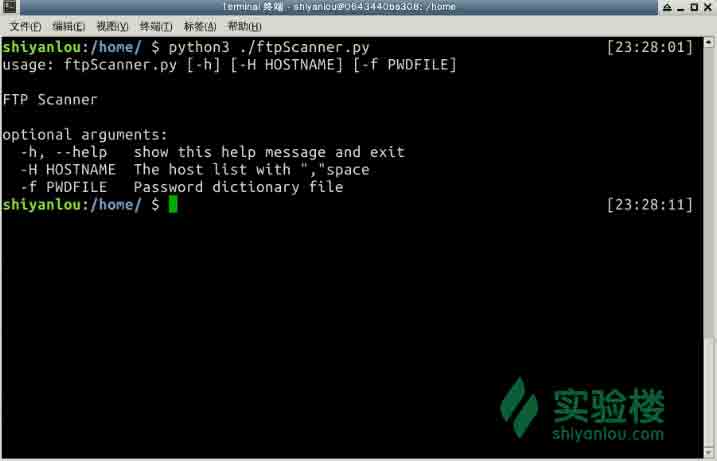 Terminal 终端 - shiyanlou@0643440ba308: /home
文件(F) 编辑(E) 视图(V) 终端(T) 标签(A) 帮助(H)
shiyanlou:/home/ $ python3 ./ftpScanner.py [23:28:01]
usage: ftpScanner.py [-h] [-H HOSTNAME] [-f PWDFILE]
FTP Scanner
optional arguments:
-h, --help show this help message and exit
-H HOSTNAME The host list with ","space
-f PWDFILE Password dictionary file
shiyanlou:/home/ $ [23:28:11]
实验楼
shiyanlou.com